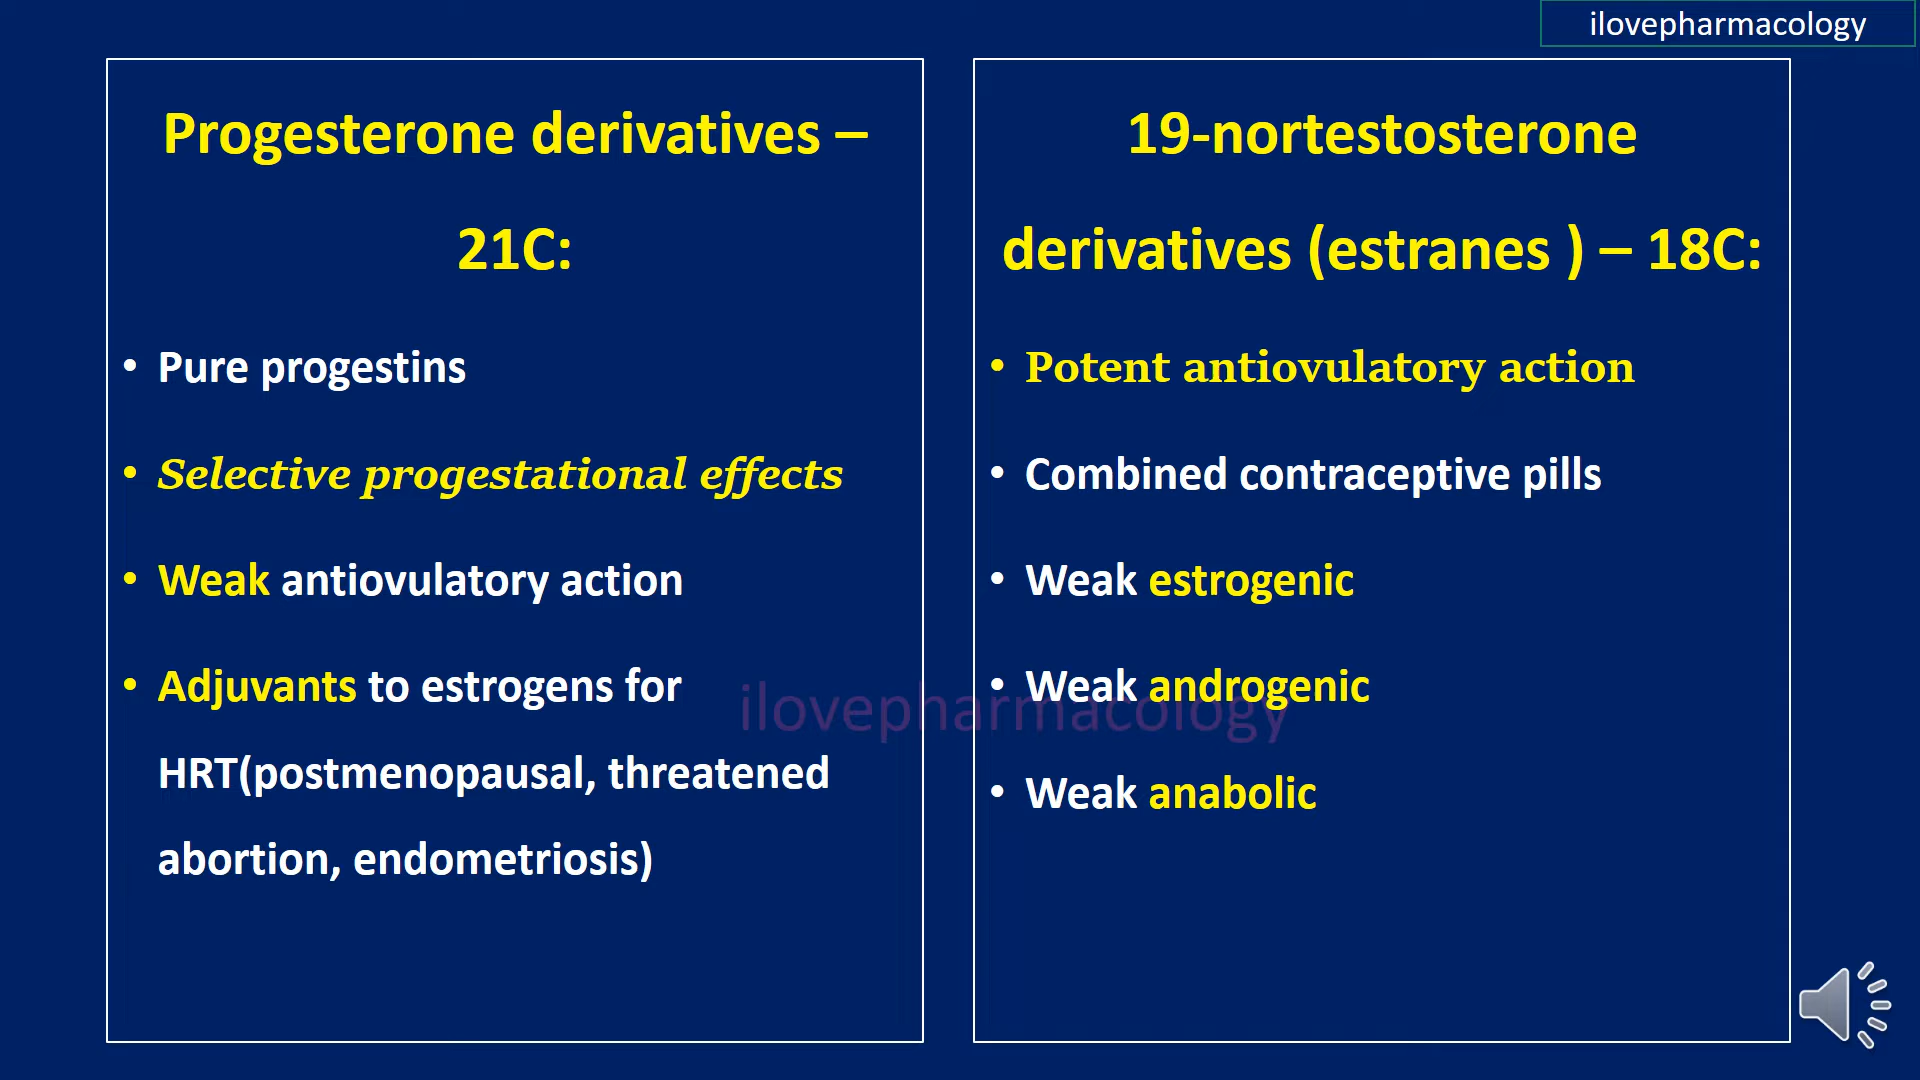 ilovepharmacology
Progesterone derivatives –
21C:
• Pure progestins
• Selective progestational effects
• Weak antiovulatory action
• Adjuvants to estrogens for
HRT(postmenopausal, threatened
abortion, endometriosis)
19-nortestosterone
derivatives (estranes ) – 18C:
• Potent antiovulatory action
• Combined contraceptive pills
• Weak estrogenic
• Weak androgenic
• Weak anabolic
ilovepharmacology